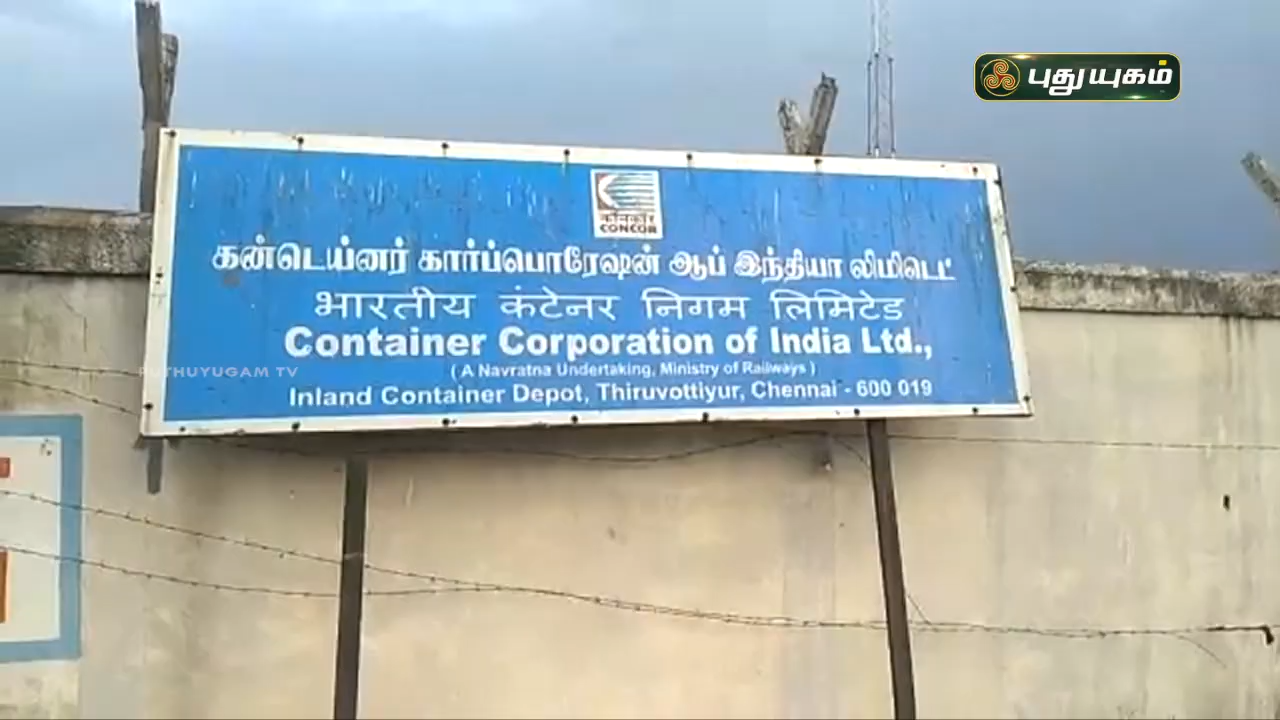 புதுயுகம்
कॉनकॉर
CONCOR
கன்டெய்னர் கார்ப்பொரேஷன் ஆப் இந்தியா லிமிடெட்
भारतीय कंटेनर निगम लिमिटेड
Container Corporation of India Ltd.,
( A Navratna Undertaking, Ministry of Railways )
Inland Container Depot, Thiruvottiyur, Chennai - 600 019
PUTHUYUGAM TV